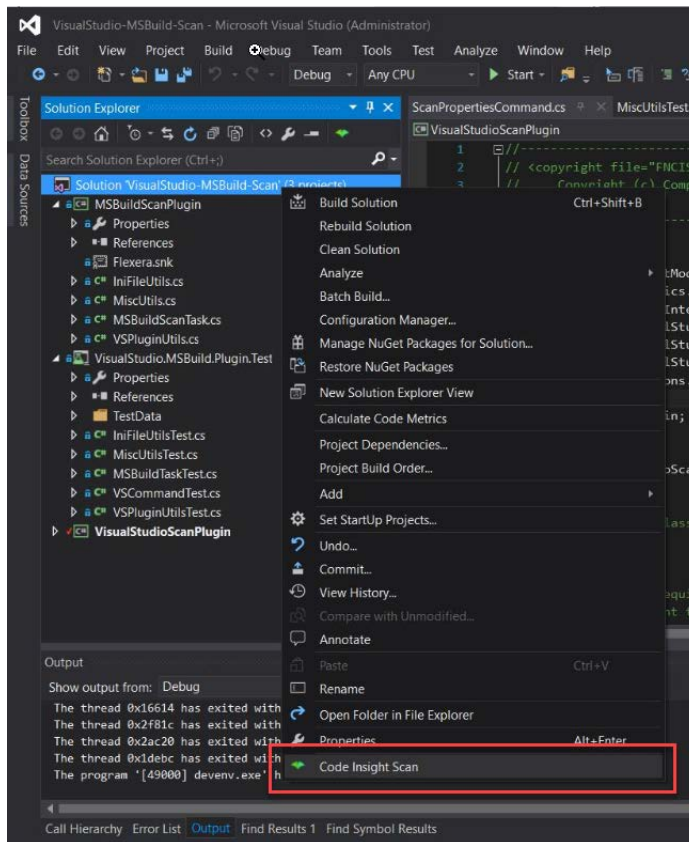 VisualStudio-MSBuild-Scan - Microsoft Visual Studio (Administrator)
File Edit View Project Build Debug Team Tools Test Analyze Window Help
Debug Any CPU Start
Toolbox
Data Sources
Solution Explorer
ScanPropertiesCommand.cs MiscUtilsTest
VisualStudioScanPlugin
Search Solution Explorer (Ctrl+;)
1 //
2 // <copyright file="FNCIS
3 // Copyright (c) Comp
Solution 'VisualStudio-MSBuild-Scan' (3 projects)
MSBuildScanPlugin
Properties
References
Flexera.snk
IniFileUtils.cs
MiscUtils.cs
MSBuildScanTask.cs
VSPluginUtils.cs
VisualStudio.MSBuild.Plugin.Test
Properties
References
TestData
IniFileUtilsTest.cs
MiscUtilsTest.cs
MSBuildTaskTest.cs
VSCommandTest.cs
VSPluginUtilsTest.cs
VisualStudioScanPlugin
Build Solution Ctrl+Shift+B
Rebuild Solution
Clean Solution
Analyze
Batch Build...
Configuration Manager...
Manage NuGet Packages for Solution...
Restore NuGet Packages
New Solution Explorer View
Calculate Code Metrics
Project Dependencies...
Project Build Order...
Add
Set StartUp Projects...
Undo...
Commit...
View History...
Compare with Unmodified...
Annotate
Paste Ctrl+V
Rename
Open Folder in File Explorer
Properties Alt+Enter
Code Insight Scan
Output
Show output from: Debug
The thread 0x16614 has exited with
The thread 0x2f81c has exited with
The thread 0x2ac20 has exited with
The thread 0x1debc has exited with
The program '[49000] devenv.exe' h
Call Hierarchy Error List Output Find Results 1 Find Symbol Results